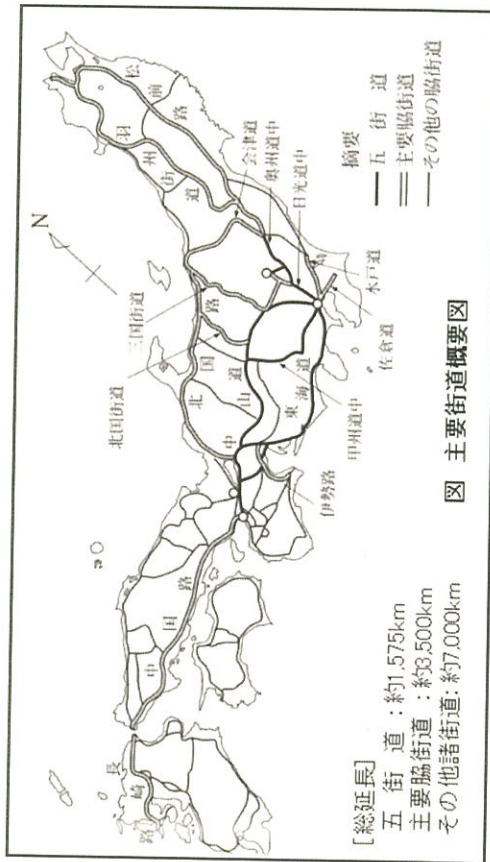 N
松前路
羽州街道
会津道
奥州道中
日光道中
三国街道
北国街道
北国路
中山道
東海道
水戸道
佐倉道
甲州道中
伊勢路
中国路
長崎路
摘要
五街道
主要脇街道
その他の脇街道
[総延長]
五街道:約1,575km
主要脇街道:約3,500km
その他諸街道:約7,000km
図 主要街道概要図